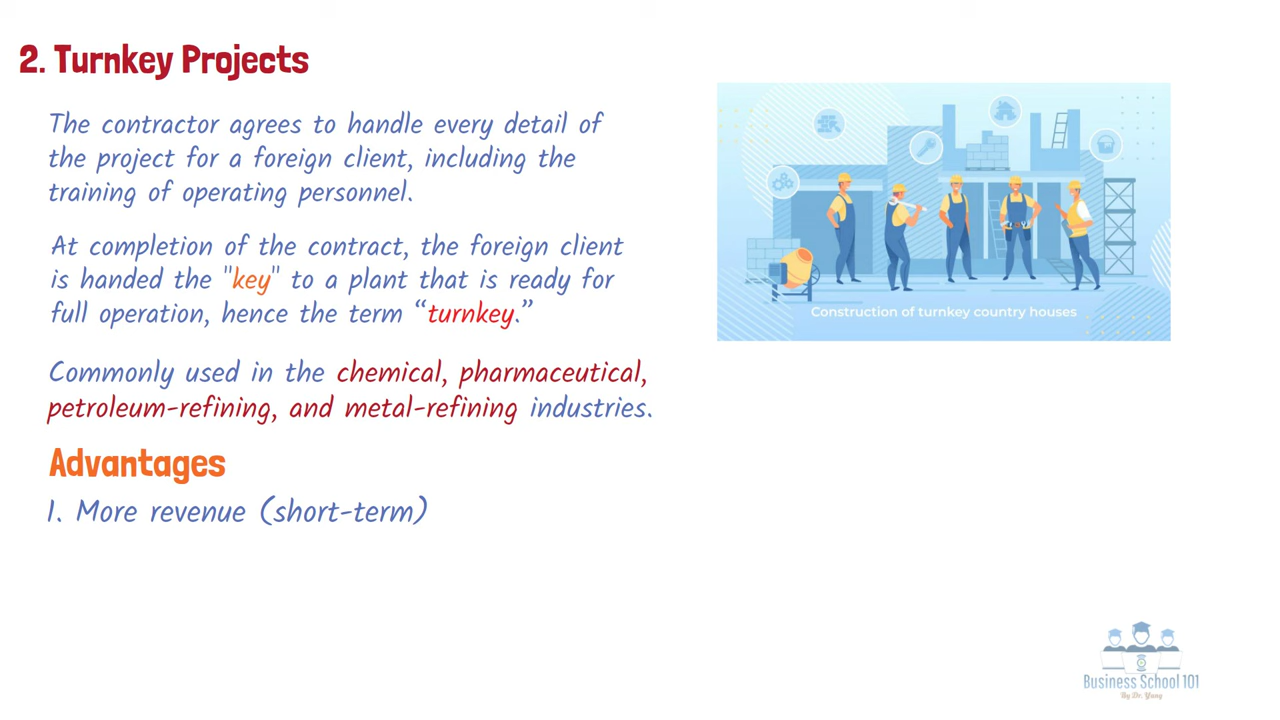 2. Turnkey Projects
The contractor agrees to handle every detail of
the project for a foreign client, including the
training of operating personnel.
At completion of the contract, the foreign client
is handed the "key" to a plant that is ready for
full operation, hence the term “turnkey.”
Commonly used in the chemical, pharmaceutical,
petroleum-refining, and metal-refining industries.
Advantages
1. More revenue (short-term)
Construction of turnkey country houses
Business School 101
By Dr. Yang